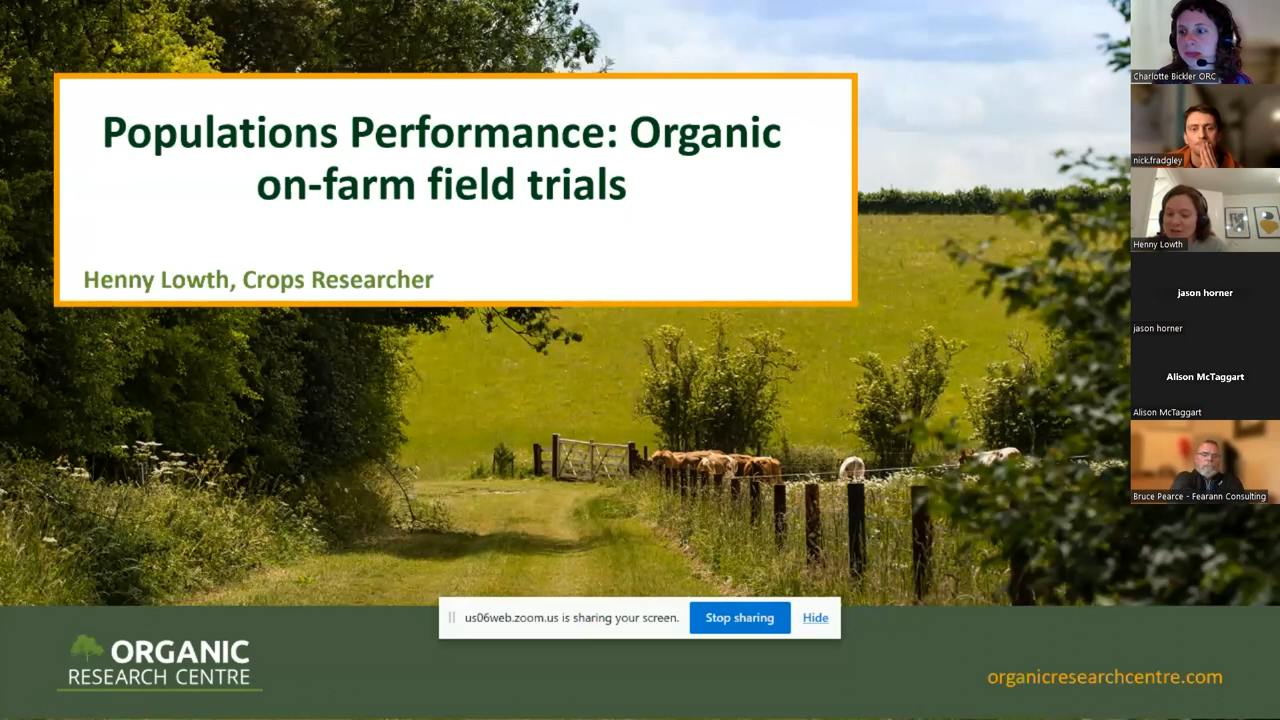 Populations Performance: Organic
on-farm field trials
Henny Lowth, Crops Researcher
Charlotte Bickler ORC
nick.fradgley
Henny Lowth
jason horner
jason horner
Alison McTaggart
Alison McTaggart
Bruce Pearce - Fearann Consulting
us06web.zoom.us is sharing your screen.
Stop sharing
Hide
ORGANIC
RESEARCH CENTRE
organicresearchcentre.com